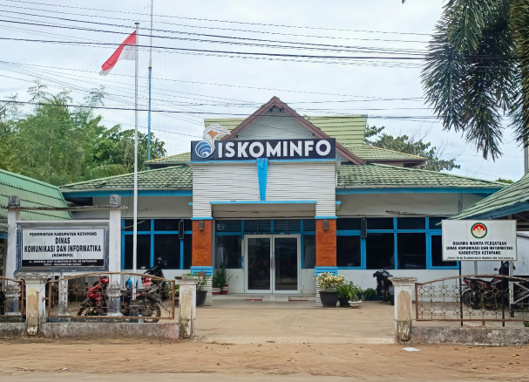 ISKOMINFO
PEMERINTAH KABUPATEN KETAPANG
DINAS
KOMUNIKASI DAN INFORMATIKA
(KOMINFO)
DHARMA WANITA PERSATUAN
DINAS KOMUNIKASI DAN INFORMATIKA
KABUPATEN KETAPANG